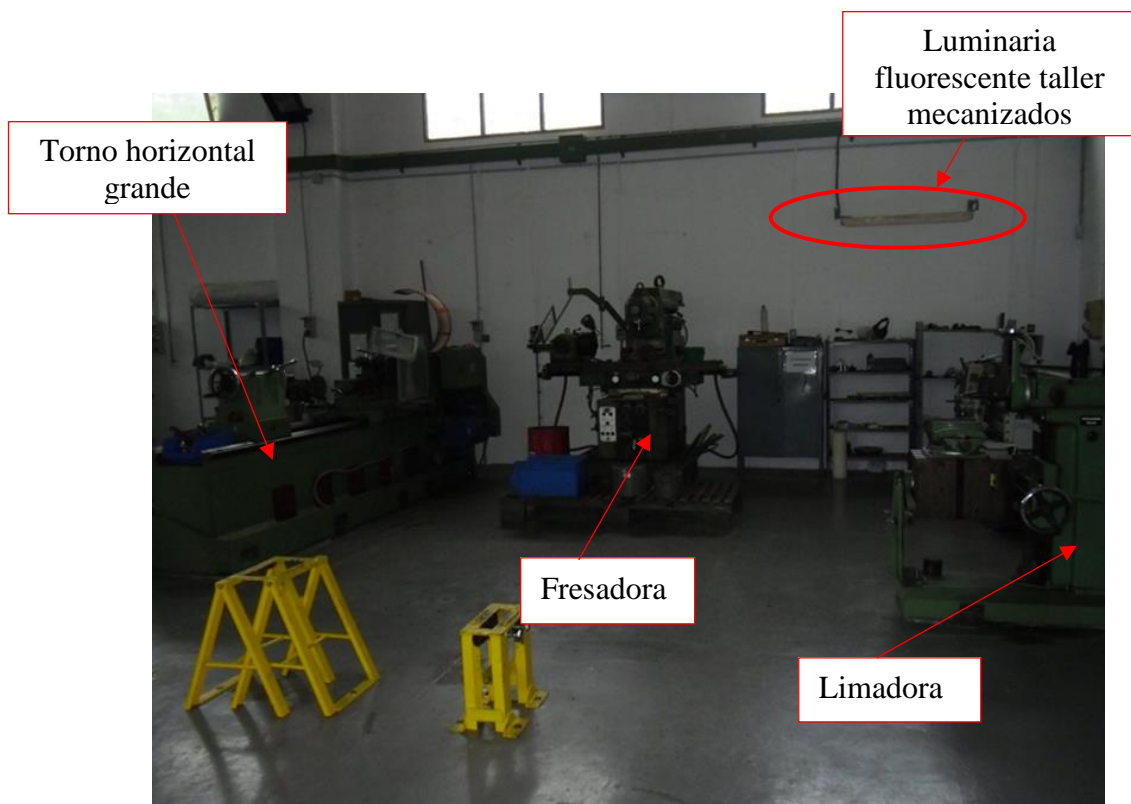 Luminaria
fluorescente taller
mecanizados
Torno horizontal
grande
Fresadora
Limadora